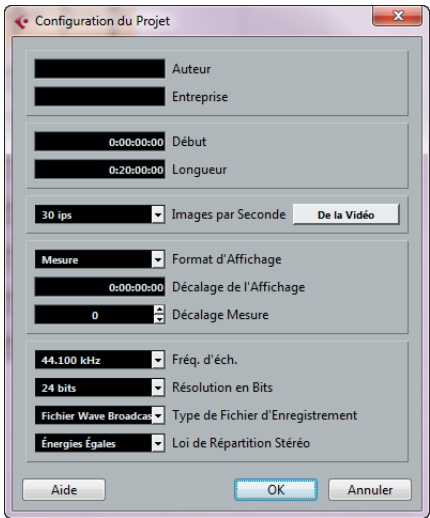 Configuration du Projet
Auteur
Entreprise
0:00:00:00 Début
0:20:00:00 Longueur
30 ips Images par Seconde De la Vidéo
Mesure Format d'Affichage
0:00:00:00 Décalage de l'Affichage
0 Décalage Mesure
44.100 kHz Fréq. d'éch.
24 bits Résolution en Bits
Fichier Wave Broadcas Type de Fichier d'Enregistrement
Énergies Égales Loi de Répartition Stéréo
Aide OK Annuler